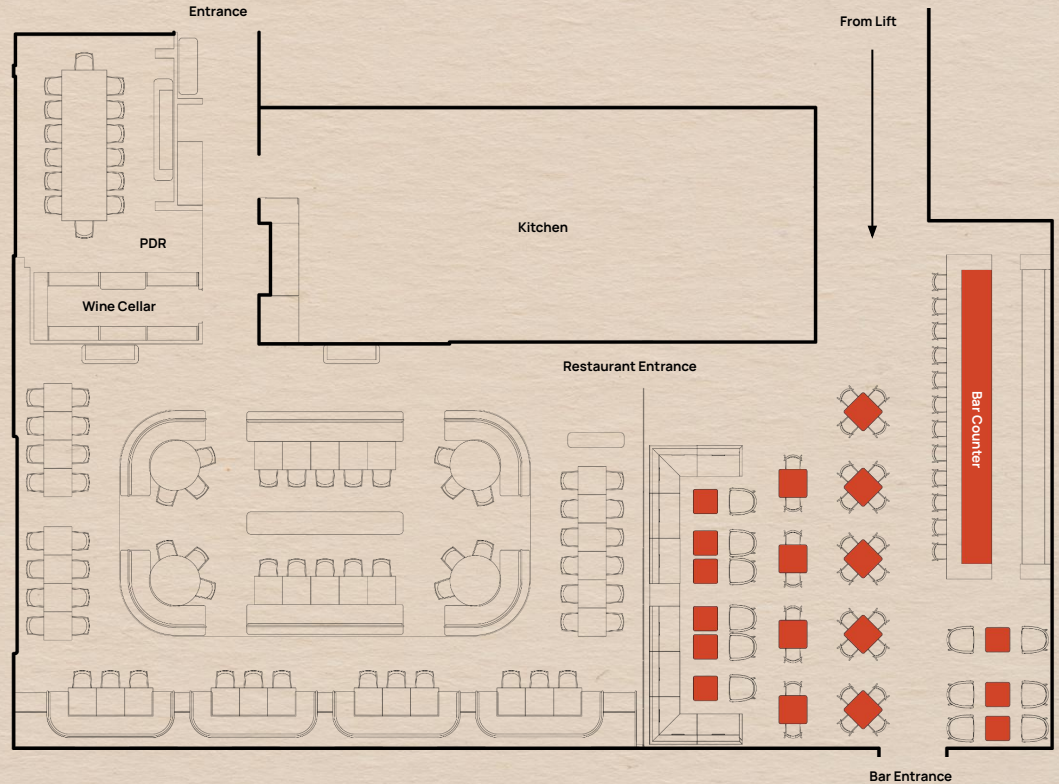 Entrance
From Lift
Kitchen
PDR
Wine Cellar
Restaurant Entrance
Bar Counter
Bar Entrance